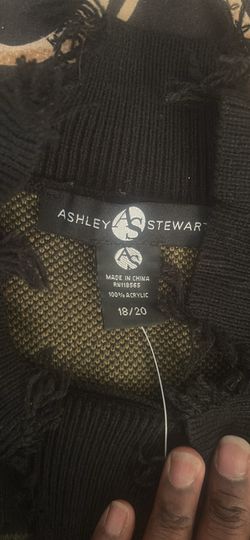 ASHLEY AS STEWART
AS
MADE IN CHINA
RN118565
100% ACRYLIC
18/20